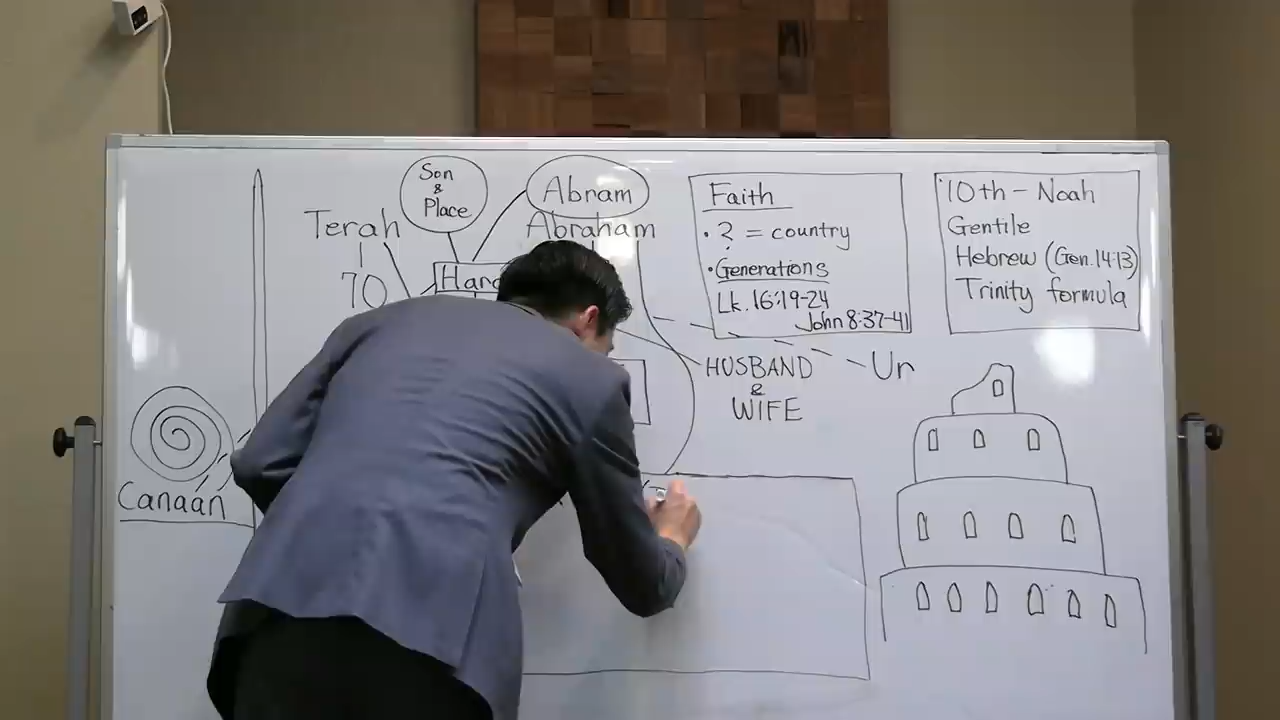 Son
&
Place
Abram
Terah
Abraham
70
Faith
• ? = country
• Generations
Lk. 16:19-24
John 8:37-41
10th - Noah
Gentile
Hebrew (Gen. 14:13)
Trinity formula
HUSBAND
&
WIFE
Ur
Canaan